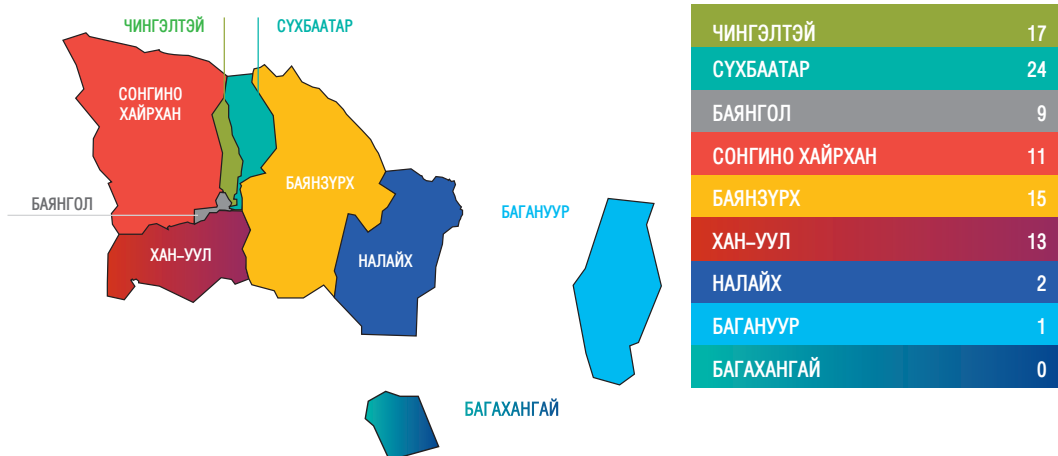 ЧИНГЭЛТЭЙ
СҮХБААТАР
СОНГИНО
ХАЙРХАН
БАЯНГОЛ
БАЯНЗҮРХ
ХАН–УУЛ
НАЛАЙХ
БАГАНУУР
БАГАХАНГАЙ
ЧИНГЭЛТЭЙ 17
СҮХБААТАР 24
БАЯНГОЛ 9
СОНГИНО ХАЙРХАН 11
БАЯНЗҮРХ 15
ХАН–УУЛ 13
НАЛАЙХ 2
БАГАНУУР 1
БАГАХАНГАЙ 0